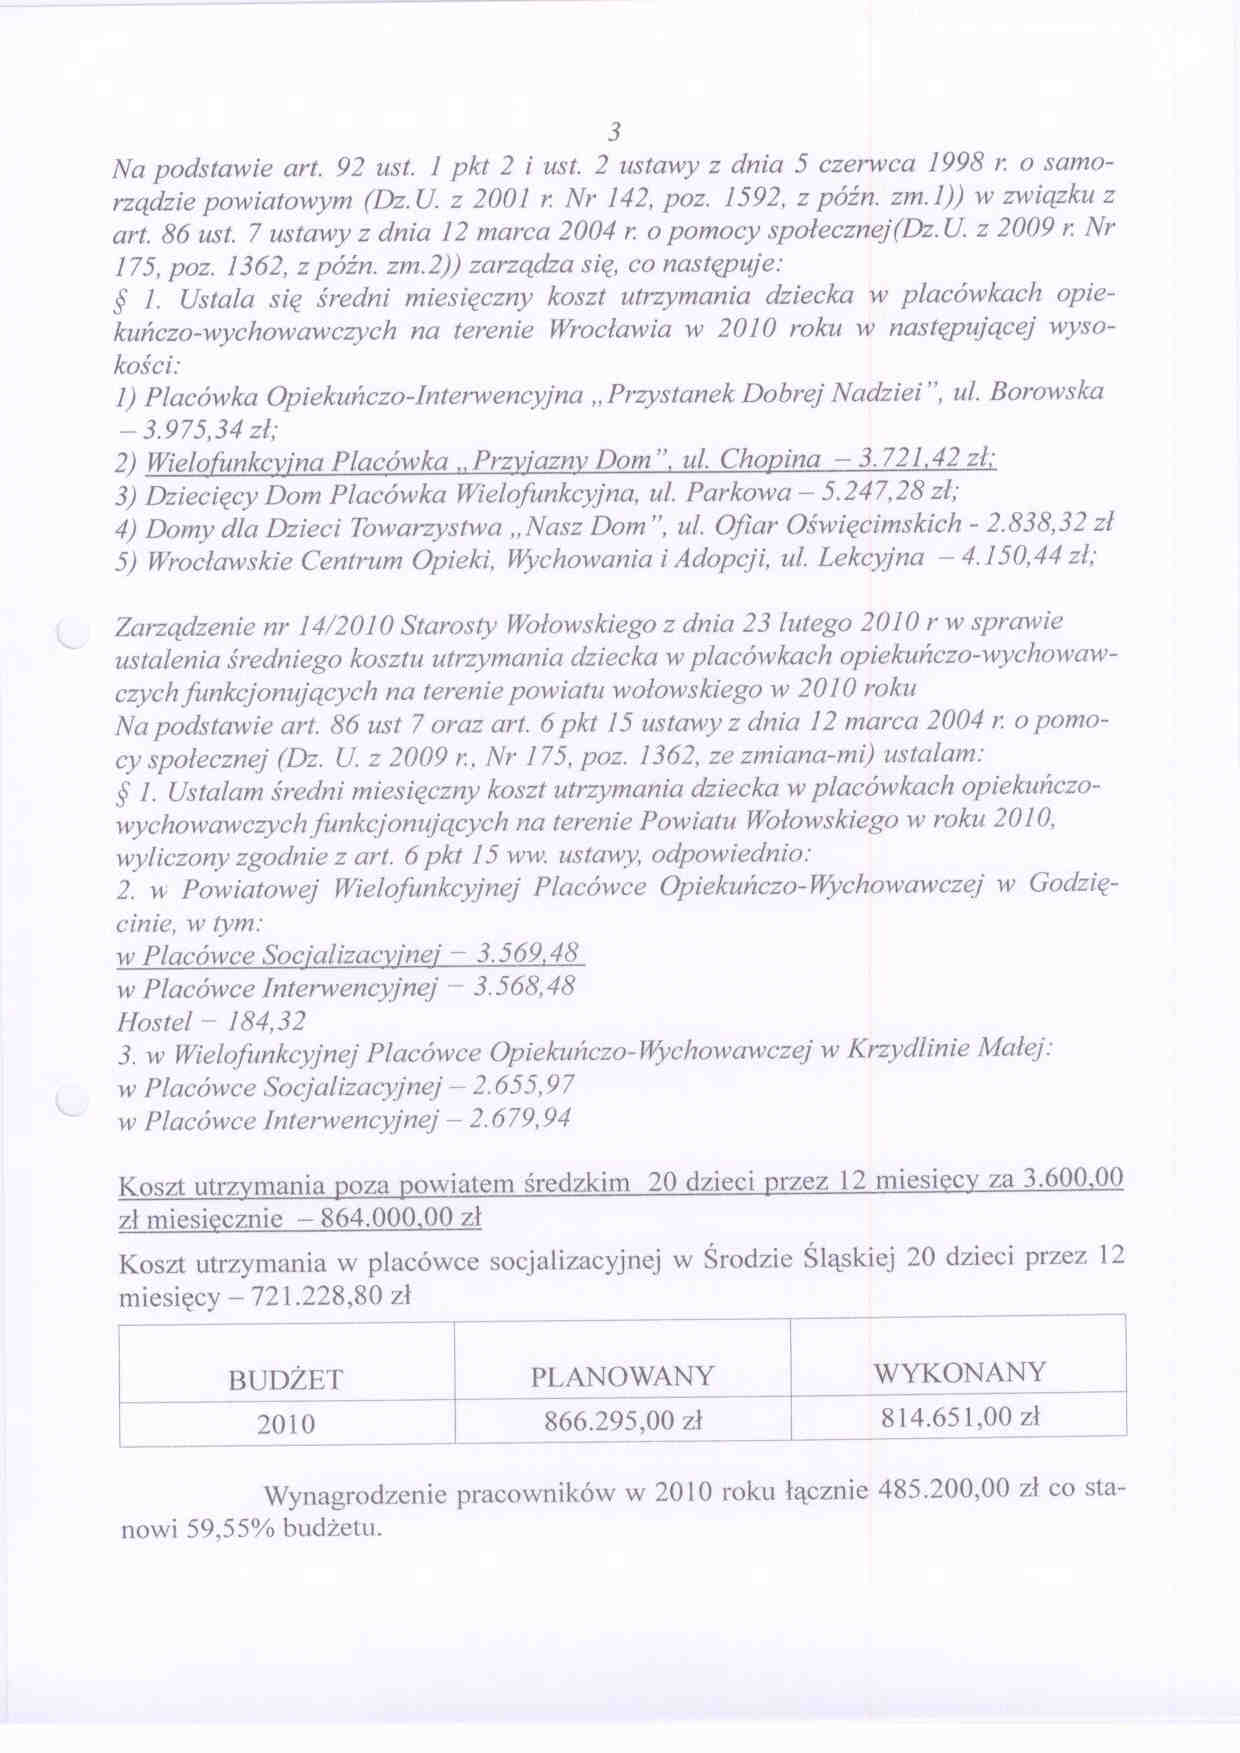 3
Na podstawie art. 92 ust. 1 pkt 2 i ust. 2 ustawy z dnia 5 czerwca 1998 r. o samo-
rządzie powiatowym (Dz.U. z 2001 r. Nr 142, poz. 1592, z późn. zm.1)) w związku z
art. 86 ust. 7 ustawy z dnia 12 marca 2004 r. o pomocy społecznej(Dz.U. z 2009 r. Nr
175, poz. 1362, z późn. zm.2)) zarządza się, co następuje:
§ 1. Ustala się średni miesięczny koszt utrzymania dziecka w placówkach opie-
kuńczo-wychowawczych na terenie Wrocławia w 2010 roku w następującej wyso-
kości:
1) Placówka Opiekuńczo-Interwencyjna „Przystanek Dobrej Nadziei”, ul. Borowska
– 3.975,34 zł;
2) Wielofunkcyjna Placówka „Przyjazny Dom”, ul. Chopina – 3.721,42 zł;
3) Dziecięcy Dom Placówka Wielofunkcyjna, ul. Parkowa – 5.247,28 zł;
4) Domy dla Dzieci Towarzystwa „Nasz Dom”, ul. Ofiar Oświęcimskich - 2.838,32 zł
5) Wrocławskie Centrum Opieki, Wychowania i Adopcji, ul. Lekcyjna – 4.150,44 zł;
Zarządzenie nr 14/2010 Starosty Wołowskiego z dnia 23 lutego 2010 r w sprawie
ustalenia średniego kosztu utrzymania dziecka w placówkach opiekuńczo-wychowaw-
czych funkcjonujących na terenie powiatu wołowskiego w 2010 roku
Na podstawie art. 86 ust 7 oraz art. 6 pkt 15 ustawy z dnia 12 marca 2004 r. o pomo-
cy społecznej (Dz. U. z 2009 r., Nr 175, poz. 1362, ze zmiana-mi) ustalam:
§ 1. Ustalam średni miesięczny koszt utrzymania dziecka w placówkach opiekuńczo-
wychowawczych funkcjonujących na terenie Powiatu Wołowskiego w roku 2010,
wyliczony zgodnie z art. 6 pkt 15 ww. ustawy, odpowiednio:
2. w Powiatowej Wielofunkcyjnej Placówce Opiekuńczo-Wychowawczej w Godzię-
cinie, w tym:
w Placówce Socjalizacyjnej – 3.569,48
w Placówce Interwencyjnej – 3.568,48
Hostel – 184,32
3. w Wielofunkcyjnej Placówce Opiekuńczo-Wychowawczej w Krzydlinie Małej:
w Placówce Socjalizacyjnej – 2.655,97
w Placówce Interwencyjnej – 2.679,94
Koszt utrzymania poza powiatem średzkim 20 dzieci przez 12 miesięcy za 3.600,00
zł miesięcznie – 864.000,00 zł
Koszt utrzymania w placówce socjalizacyjnej w Środzie Śląskiej 20 dzieci przez 12
miesięcy – 721.228,80 zł
BUDŻET PLANOWANY WYKONANY
2010 866.295,00 zł 814.651,00 zł
Wynagrodzenie pracowników w 2010 roku łącznie 485.200,00 zł co sta-
nowi 59,55% budżetu.